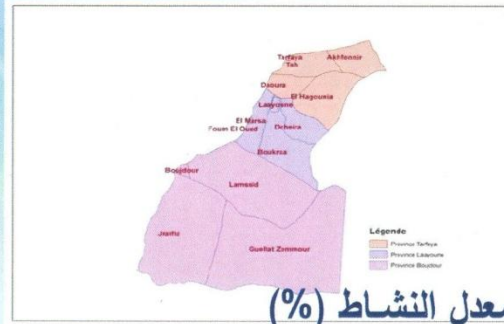 Tarfaya
Akhfennir
Tah
Daoura
El Hagounia
Laayoune
El Marsa
Foum El Oued
Dcheira
Boukraa
Boujdour
Lamssid
Jraifia
Gueltat Zemmour
Légende
Province Tarfaya
Province Laayoune
Province Boujdour
معدل النشاط (%)